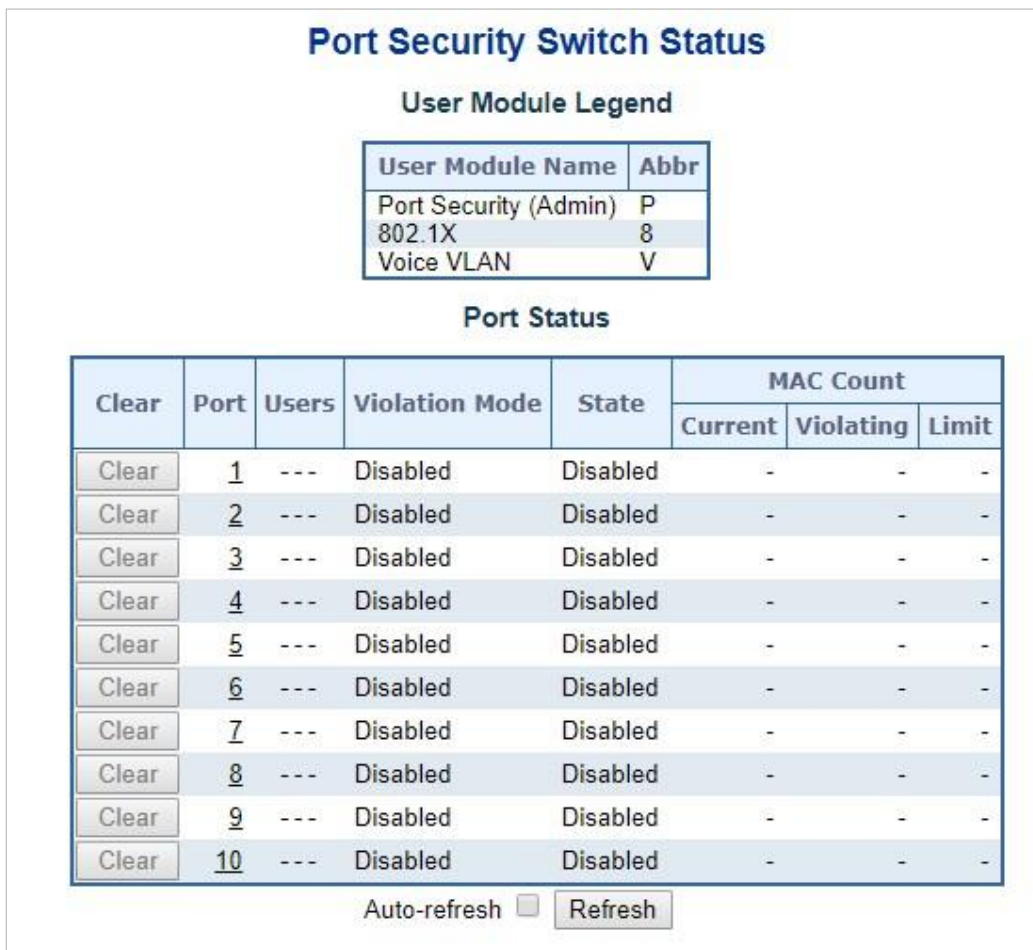 Port Security Switch Status
User Module Legend
User Module Name Abbr
Port Security (Admin) P
802.1X 8
Voice VLAN V
Port Status
Clear Port Users Violation Mode State MAC Count
Current Violating Limit
Clear 1 --- Disabled Disabled - - -
Clear 2 --- Disabled Disabled - - -
Clear 3 --- Disabled Disabled - - -
Clear 4 --- Disabled Disabled - - -
Clear 5 --- Disabled Disabled - - -
Clear 6 --- Disabled Disabled - - -
Clear 7 --- Disabled Disabled - - -
Clear 8 --- Disabled Disabled - - -
Clear 9 --- Disabled Disabled - - -
Clear 10 --- Disabled Disabled - - -
Auto-refresh Refresh